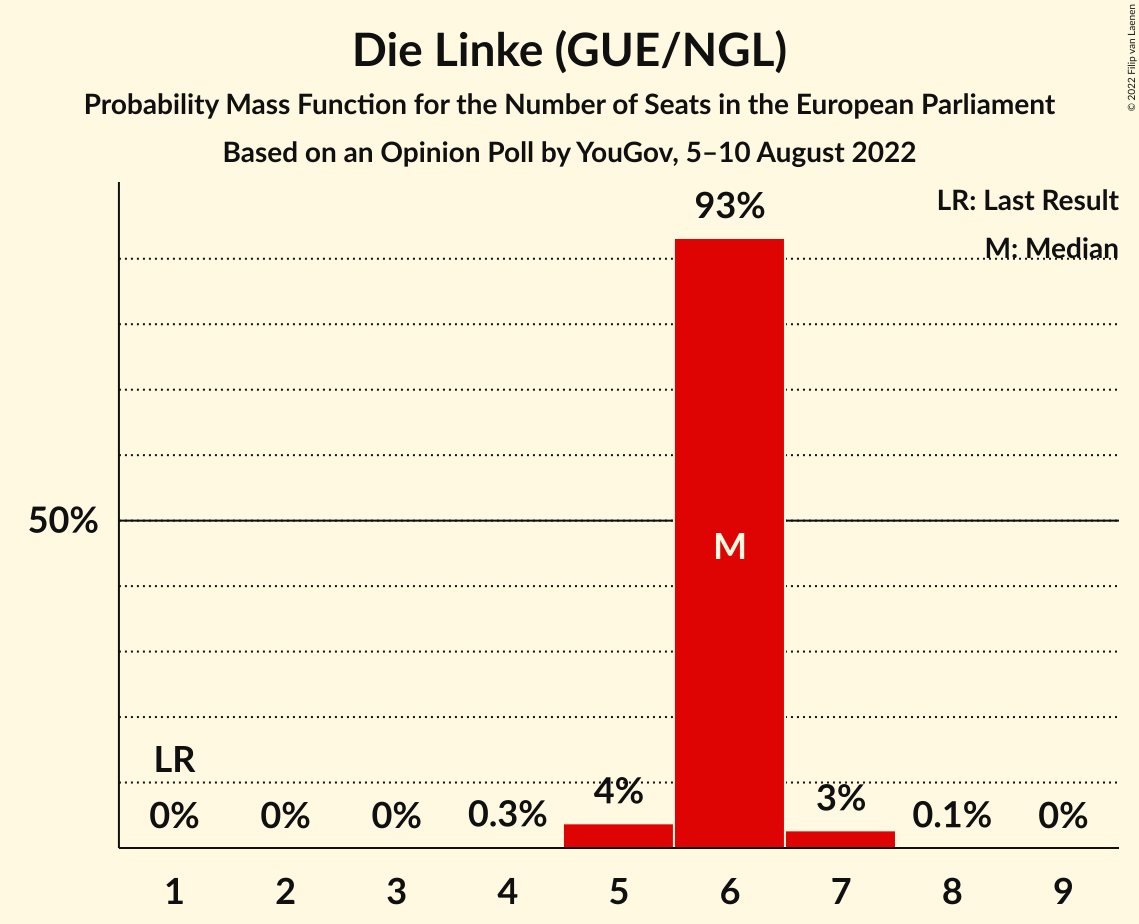 Die Linke (GUE/NGL)
Probability Mass Function for the Number of Seats in the European Parliament
Based on an Opinion Poll by YouGov, 5–10 August 2022
© 2022 Filip van Laenen
LR: Last Result
M: Median
93%
50%
M
LR
0% 0% 0% 0.3% 4% 3% 0.1% 0%
1 2 3 4 5 6 7 8 9